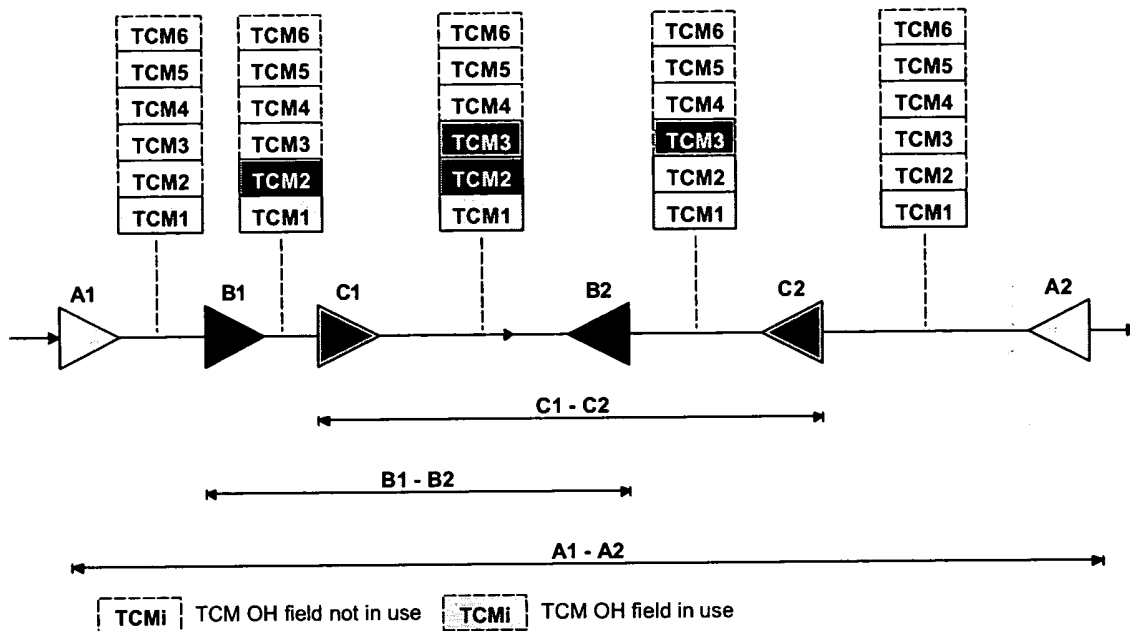 TCM6 TCM6 TCM6 TCM6 TCM6
TCM5 TCM5 TCM5 TCM5 TCM5
TCM4 TCM4 TCM4 TCM4 TCM4
TCM3 TCM3 TCM3 TCM3 TCM3
TCM2 TCM2 TCM2 TCM2 TCM2
TCM1 TCM1 TCM1 TCM1 TCM1
A1 B1 C1 B2 C2 A2
C1 - C2
B1 - B2
A1 - A2
TCMi TCM OH field not in use TCMi TCM OH field in use